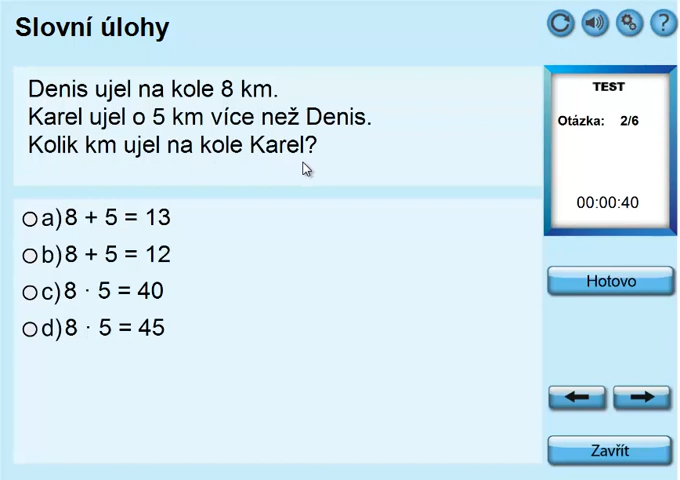 Slovní úlohy
Denis ujel na kole 8 km.
Karel ujel o 5 km více než Denis.
Kolik km ujel na kole Karel?
a) 8 + 5 = 13
b) 8 + 5 = 12
c) 8 · 5 = 40
d) 8 · 5 = 45
?
TEST
Otázka: 2/6
00:00:40
Hotovo
Zavřít